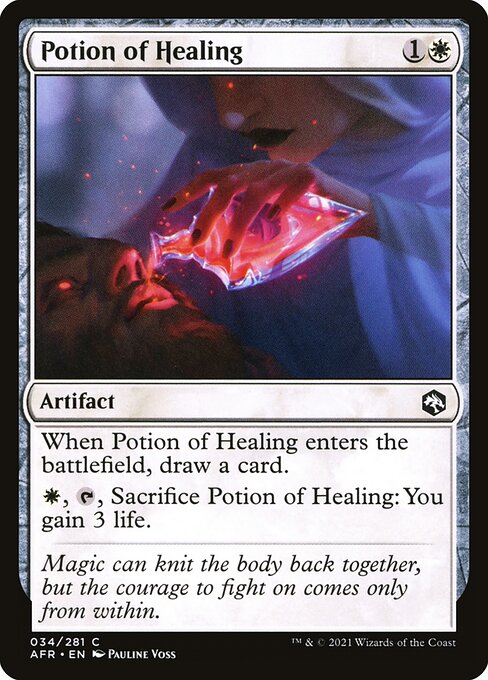 Potion of Healing 1
Artifact
When Potion of Healing enters the
battlefield, draw a card.
, , Sacrifice Potion of Healing: You
gain 3 life.
Magic can knit the body back together,
but the courage to fight on comes only
from within.
034/281 C
AFR • EN Pauline Voss
™ & © 2021 Wizards of the Coast